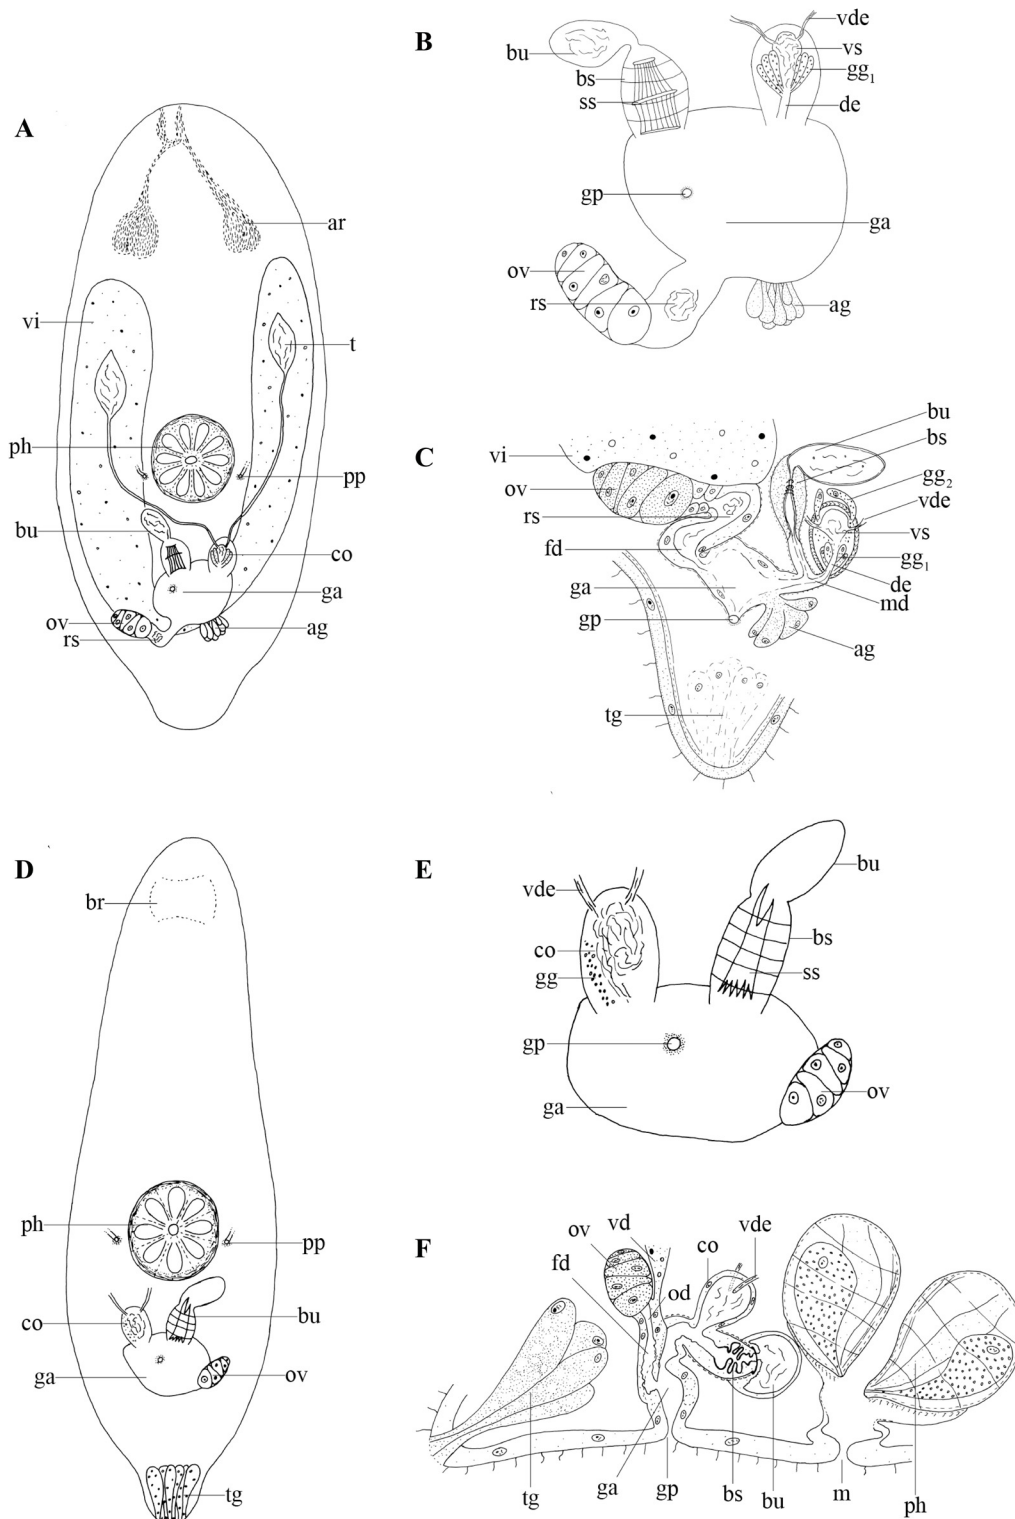 A
ar
vi
t
ph
pp
bu
co
ga
ov
ag
rs
B
vde
bu
vs
bs
gg1
ss
de
gp
ga
ov
rs
ag
C
bu
bs
vi
gg2
ov
vde
rs
vs
fd
gg1
de
ga
md
gp
ag
tg
D
br
ph
pp
co
bu
ga
ov
tg
E
bu
vde
co
bs
gg
ss
gp
ov
ga
F
ov
vd
co
vde
fd
od
tg
ga
gp
bs
bu
m
ph